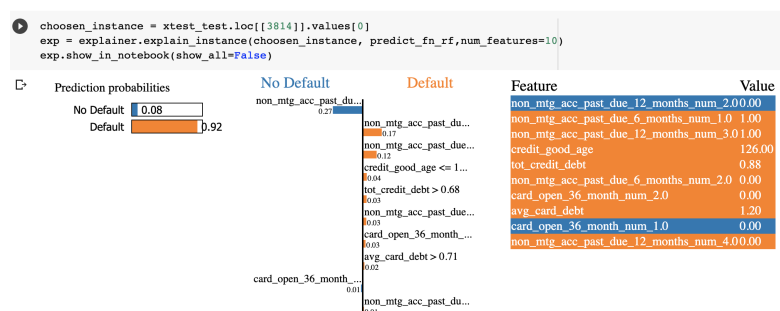 choosen_instance = xtest_test.loc[[3814]].values[0]
exp = explainer.explain_instance(choosen_instance, predict_fn_rf,num_features=10)
exp.show_in_notebook(show_all=False)
Prediction probabilities
No Default 0.08
Default 0.92
No Default Default
non_mtg_acc_past_du...
0.27
non_mtg_acc_past_du...
0.17
non_mtg_acc_past_due...
0.12
credit_good_age <= 1...
0.04
tot_credit_debt > 0.68
0.03
non_mtg_acc_past_due...
0.03
card_open_36_month_...
0.03
avg_card_debt > 0.71
0.02
card_open_36_month_...
0.01
non_mtg_acc_past_du...
0.01
Feature Value
non_mtg_acc_past_due_12_months_num_2.0 0.00
non_mtg_acc_past_due_6_months_num_1.0 1.00
non_mtg_acc_past_due_12_months_num_3.0 1.00
credit_good_age 126.00
tot_credit_debt 0.88
non_mtg_acc_past_due_6_months_num_2.0 0.00
card_open_36_month_num_2.0 0.00
avg_card_debt 1.20
card_open_36_month_num_1.0 0.00
non_mtg_acc_past_due_12_months_num_4.0 0.00